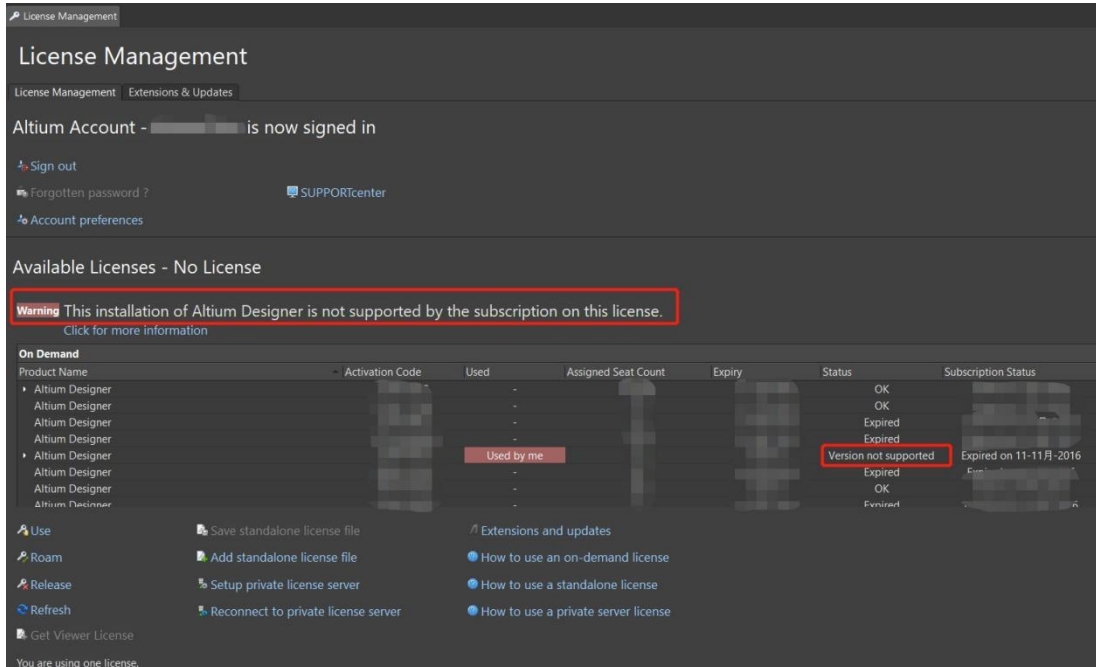 License Management
License Management
License Management Extensions & Updates
Altium Account - is now signed in
Sign out
Forgotten password ? SUPPORTcenter
Account preferences
Available Licenses - No License
Warning This installation of Altium Designer is not supported by the subscription on this license.
Click for more information
On Demand
Product Name Activation Code Used Assigned Seat Count Expiry Status Subscription Status
Altium Designer - OK
Altium Designer - OK
Altium Designer - Expired
Altium Designer - Expired
Altium Designer Used by me Version not supported Expired on 11-11月-2016
Altium Designer - Expired
Altium Designer - OK
Altium Designer - Expired
Use Save standalone license file Extensions and updates
Roam Add standalone license file How to use an on-demand license
Release Setup private license server How to use a standalone license
Refresh Reconnect to private license server How to use a private server license
Get Viewer License
You are using one license.